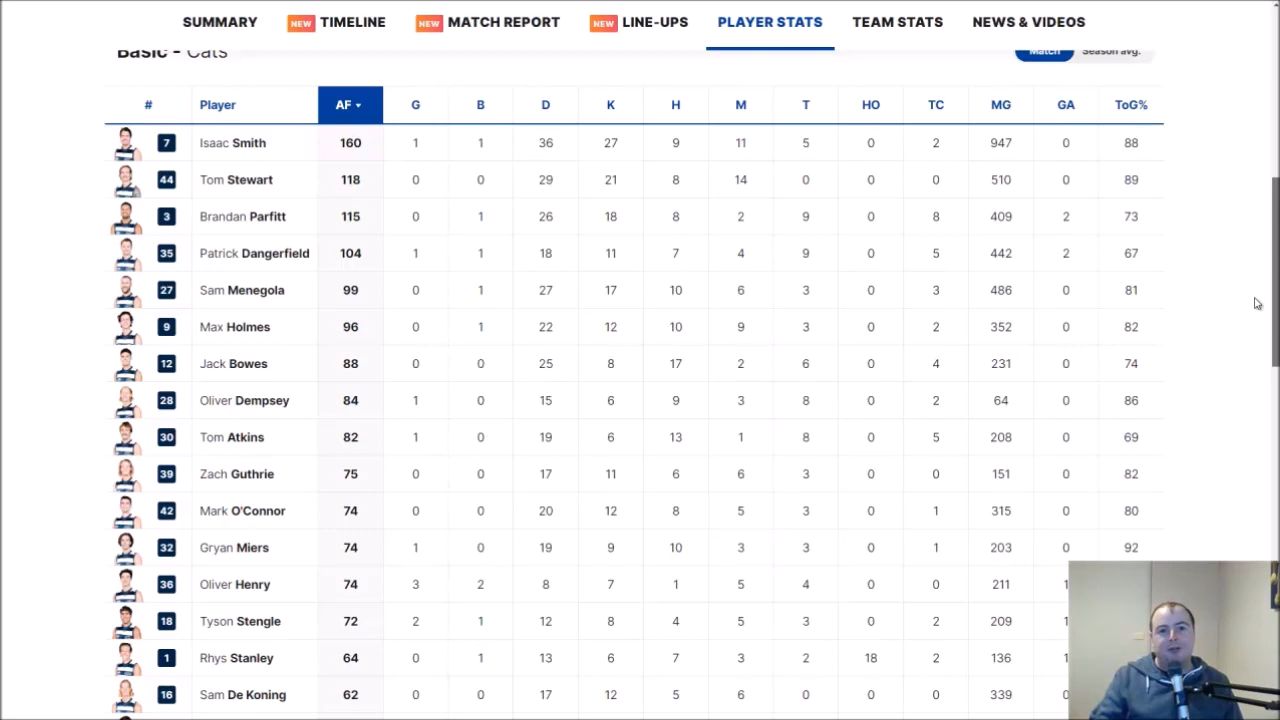 SUMMARY NEW TIMELINE NEW MATCH REPORT NEW LINE-UPS PLAYER STATS TEAM STATS NEWS & VIDEOS
Basic - Cats Match Season avg.
# Player AF G B D K H M T HO TC MG GA ToG%
7 Isaac Smith 160 1 1 36 27 9 11 5 0 2 947 0 88
44 Tom Stewart 118 0 0 29 21 8 14 0 0 0 510 0 89
3 Brandan Parfitt 115 0 1 26 18 8 2 9 0 8 409 2 73
35 Patrick Dangerfield 104 1 1 18 11 7 4 9 0 5 442 2 67
27 Sam Menegola 99 0 1 27 17 10 6 3 0 3 486 0 81
9 Max Holmes 96 0 1 22 12 10 9 3 0 2 352 0 82
12 Jack Bowes 88 0 0 25 8 17 2 6 0 4 231 0 74
28 Oliver Dempsey 84 1 0 15 6 9 3 8 0 2 64 0 86
30 Tom Atkins 82 1 0 19 6 13 1 8 0 5 208 0 69
39 Zach Guthrie 75 0 0 17 11 6 6 3 0 0 151 0 82
42 Mark O'Connor 74 0 0 20 12 8 5 3 0 1 315 0 80
32 Gryan Miers 74 1 0 19 9 10 3 3 0 1 203 0 92
36 Oliver Henry 74 3 2 8 7 1 5 4 0 0 211 1
18 Tyson Stengle 72 2 1 12 8 4 5 3 0 2 209 1
1 Rhys Stanley 64 0 1 13 6 7 3 2 18 2 136 1
16 Sam De Koning 62 0 0 17 12 5 6 0 0 0 339 0